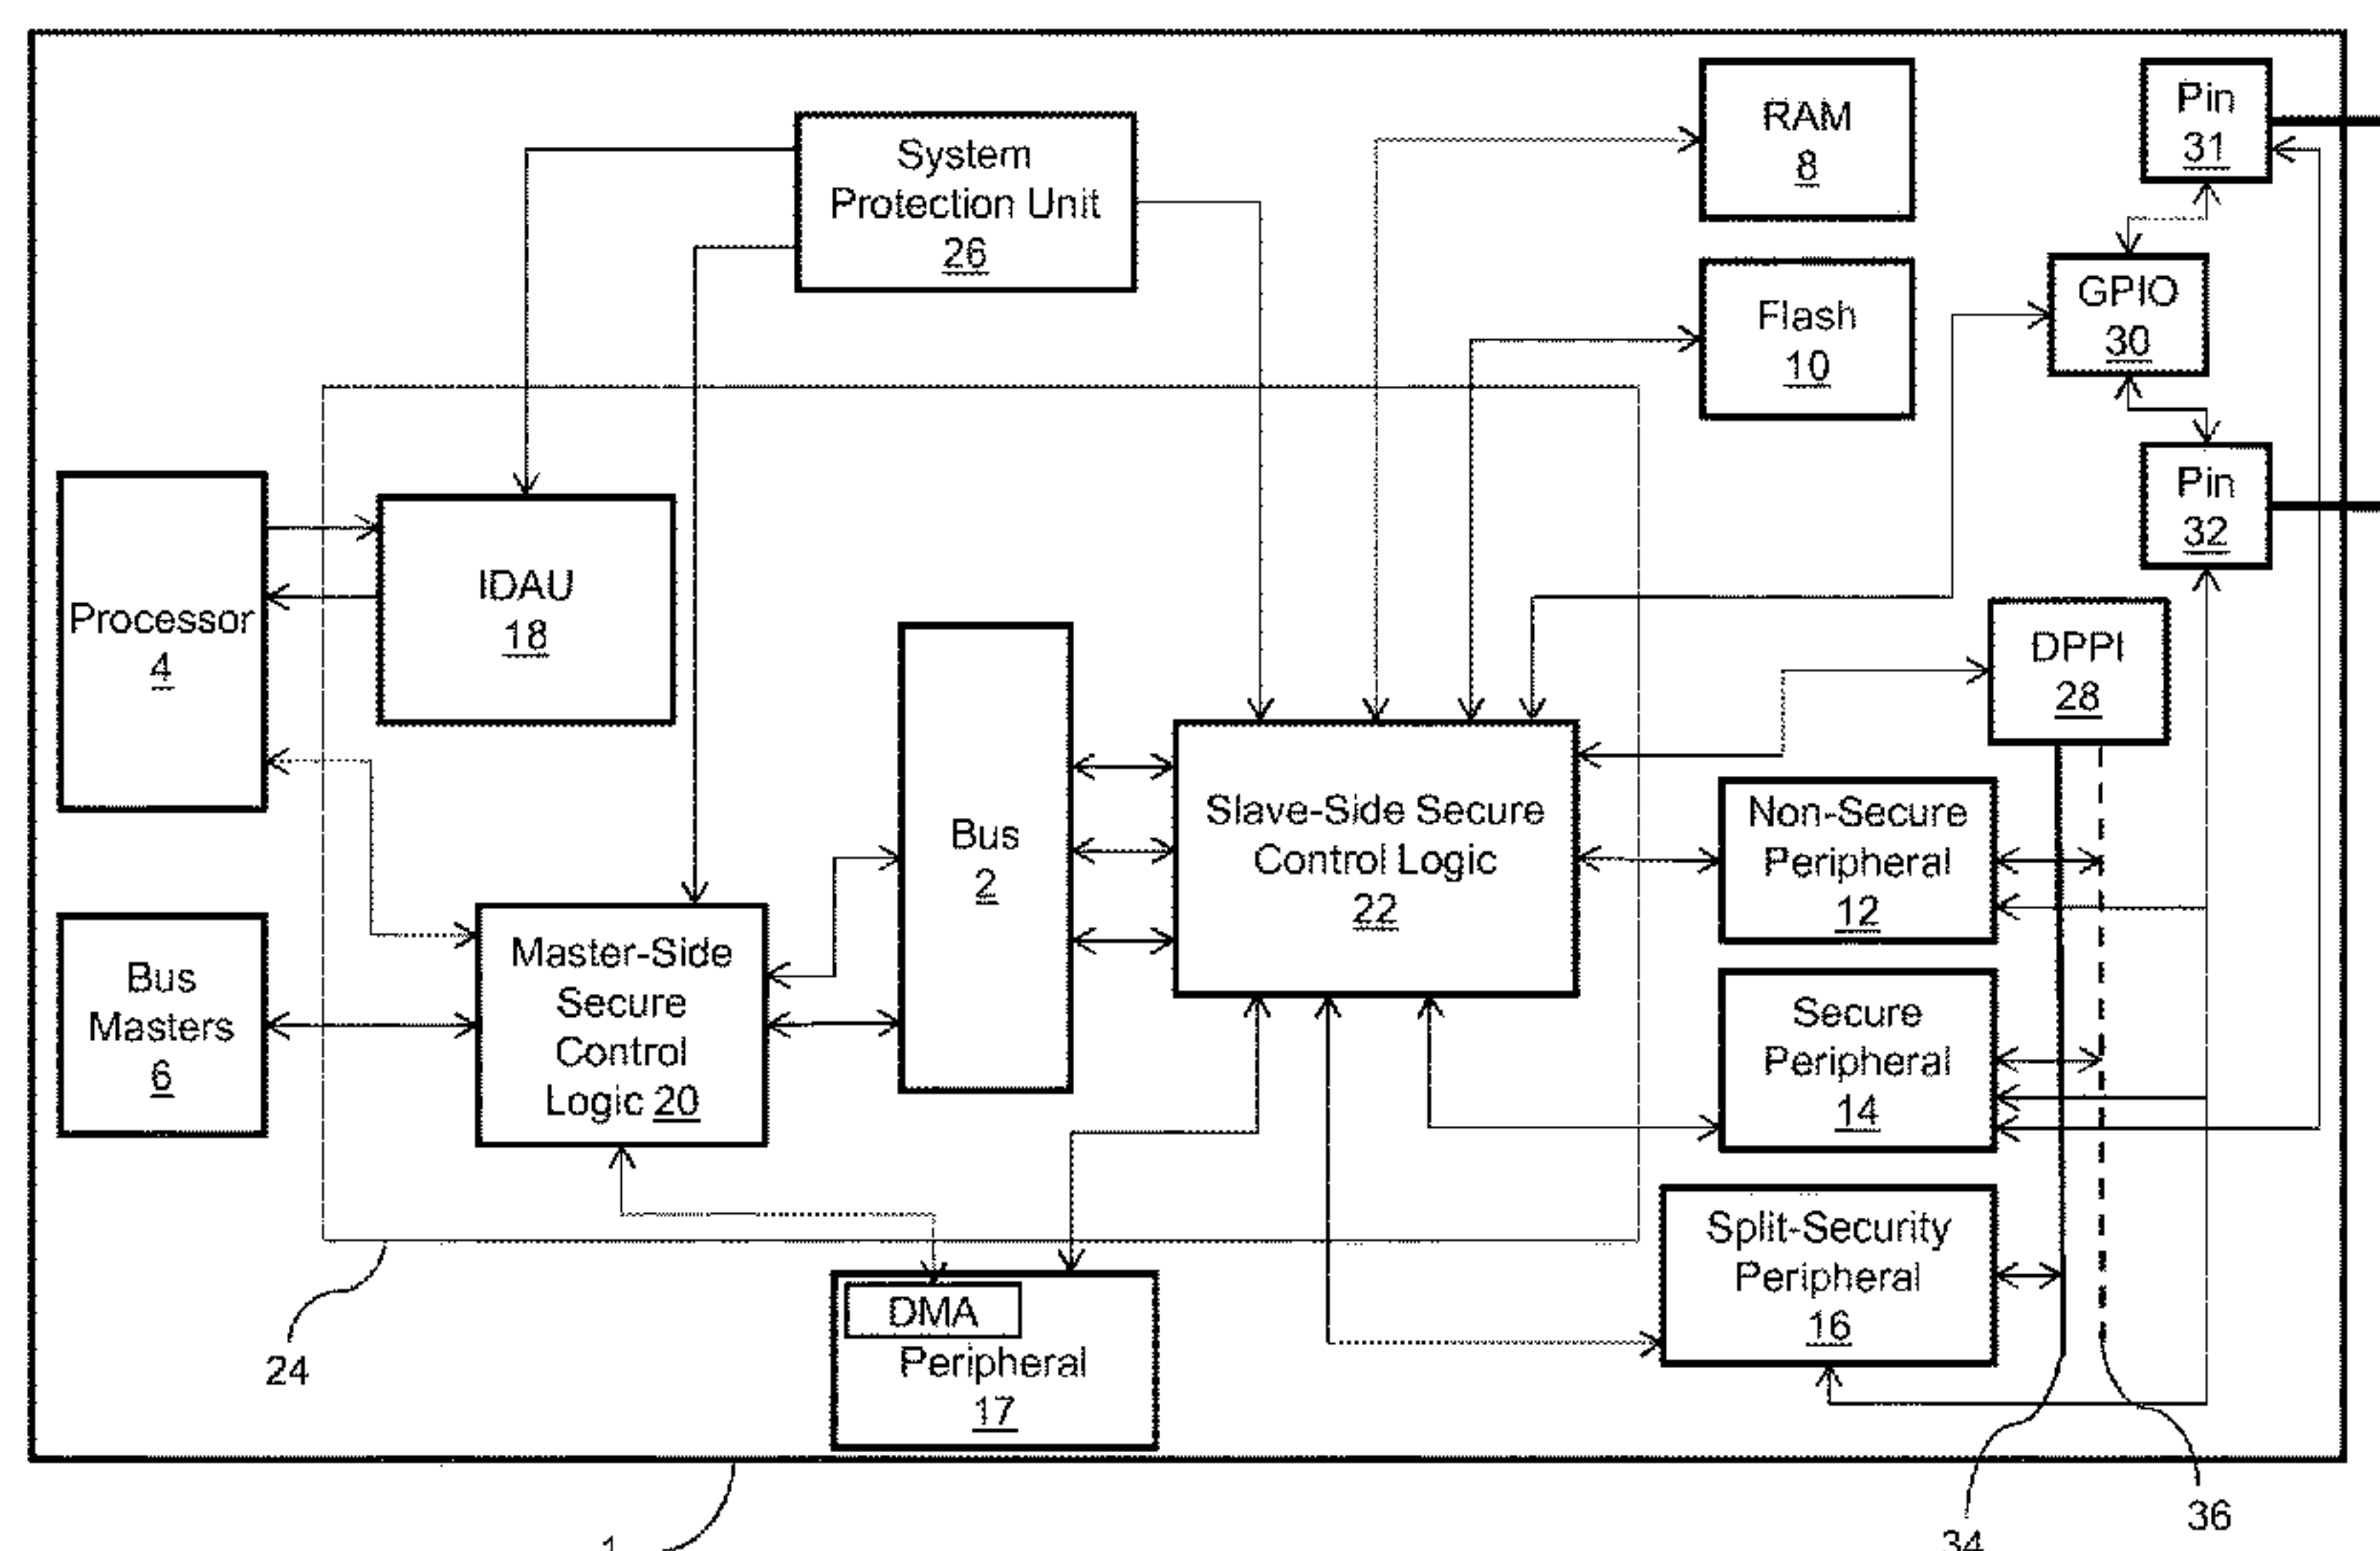 System
Protection Unit
26
RAM
8
Pin
31
Flash
10
GPIO
30
Pin
32
Processor
4
IDAU
18
DPPI
28
Bus
2
Slave-Side Secure
Control Logic
22
Non-Secure
Peripheral
12
Bus
Masters
6
Master-Side
Secure
Control
Logic 20
Secure
Peripheral
14
Split-Security
Peripheral
16
DMA
Peripheral
17
24
1
34
36